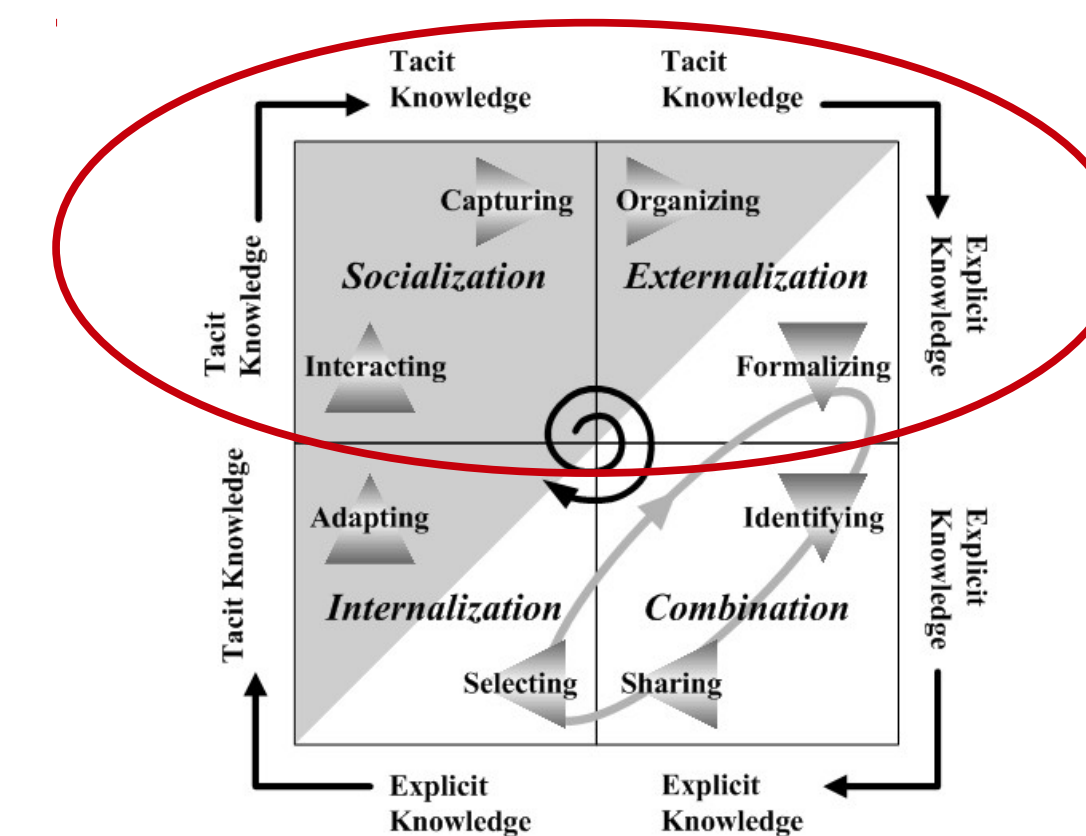 Tacit
Knowledge
Tacit
Knowledge
Capturing
Organizing
Socialization
Externalization
Tacit
Knowledge
Explicit
Knowledge
Interacting
Formalizing
Tacit Knowledge
Explicit
Knowledge
Adapting
Identifying
Internalization
Combination
Selecting
Sharing
Explicit
Knowledge
Explicit
Knowledge